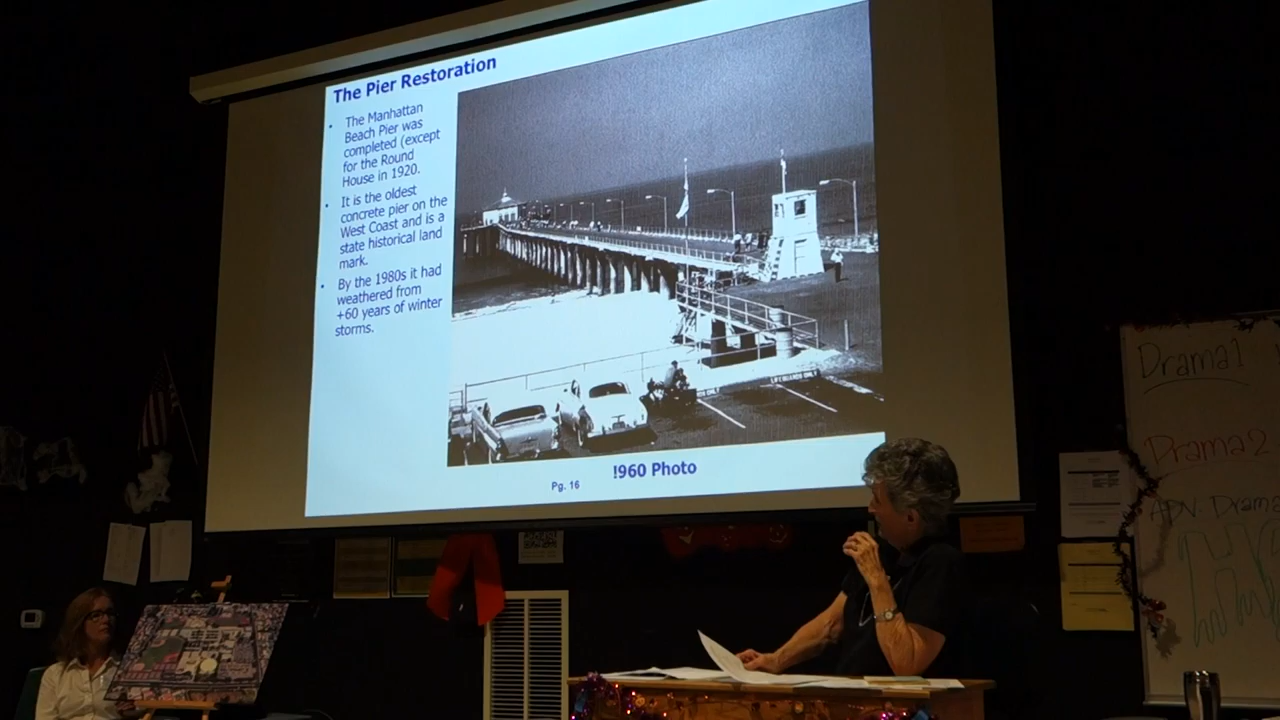 The Pier Restoration
• The Manhattan
Beach Pier was
completed (except
for the Round
House in 1920.
• It is the oldest
concrete pier on the
West Coast and is a
state historical land
mark.
• By the 1980s it had
weathered from
+60 years of winter
storms.
!960 Photo
Pg. 16
Drama1
Drama2
ADV. Drama